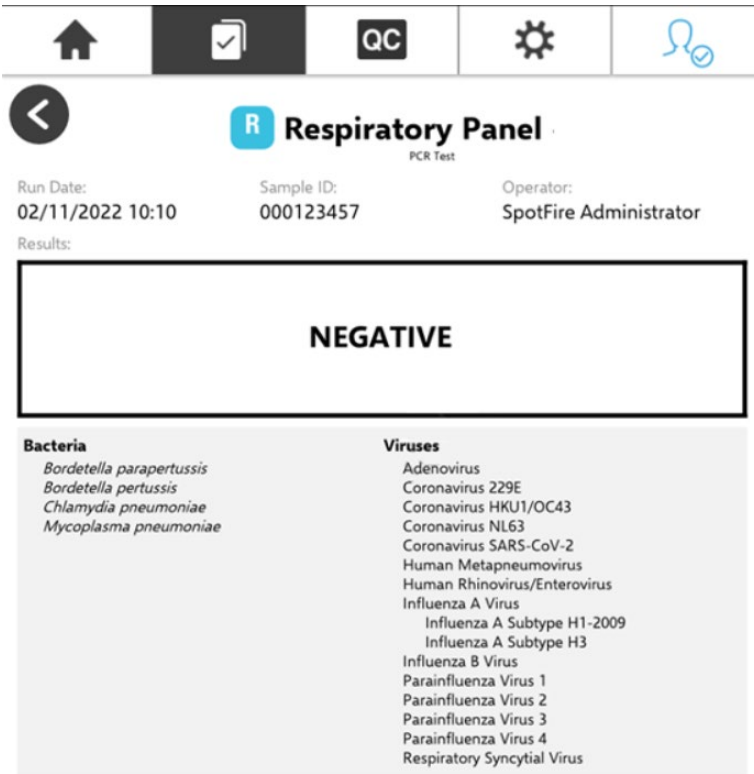 QC
R Respiratory Panel
PCR Test
Run Date: Sample ID: Operator:
02/11/2022 10:10 000123457 SpotFire Administrator
Results:
NEGATIVE
Bacteria
Bordetella parapertussis
Bordetella pertussis
Chlamydia pneumoniae
Mycoplasma pneumoniae
Viruses
Adenovirus
Coronavirus 229E
Coronavirus HKU1/OC43
Coronavirus NL63
Coronavirus SARS-CoV-2
Human Metapneumovirus
Human Rhinovirus/Enterovirus
Influenza A Virus
Influenza A Subtype H1-2009
Influenza A Subtype H3
Influenza B Virus
Parainfluenza Virus 1
Parainfluenza Virus 2
Parainfluenza Virus 3
Parainfluenza Virus 4
Respiratory Syncytial Virus